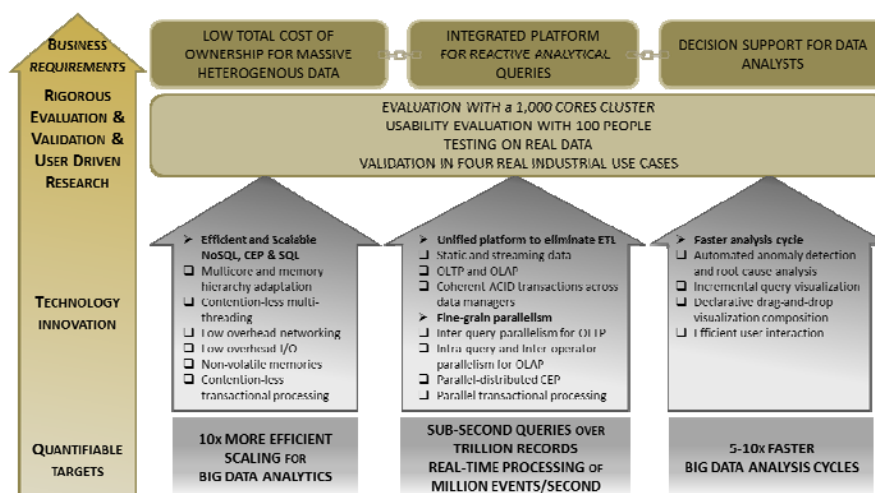 BUSINESS
REQUIREMENTS
LOW TOTAL COST OF
OWNERSHIP FOR MASSIVE
HETEROGENOUS DATA
INTEGRATED PLATFORM
FOR REACTIVE ANALYTICAL
QUERIES
DECISION SUPPORT FOR DATA
ANALYSTS
RIGOROUS
EVALUATION &
VALIDATION &
USER DRIVEN
RESEARCH
EVALUATION WITH a 1,000 CORES CLUSTER
USABILITY EVALUATION WITH 100 PEOPLE
TESTING ON REAL DATA
VALIDATION IN FOUR REAL INDUSTRIAL USE CASES
TECHNOLOGY
INNOVATION
Efficient and Scalable
NoSQL, CEP & SQL
Multicore and memory
hierarchy adaptation
Contention-less multi-
threading
Low overhead networking
Low overhead I/O
Non-volatile memories
Contention-less
transactional processing
Unified platform to eliminate ETL
Static and streaming data
OLTP and OLAP
Coherent ACID transactions across
data managers
Fine-grain parallelism
Inter query parallelism for OLTP
Intra query and Inter operator
parallelism for OLAP
Parallel-distributed CEP
Parallel transactional processing
Faster analysis cycle
Automated anomaly detection
and root cause analysis
Incremental query visualization
Declarative drag-and-drop
visualization composition
Efficient user interaction
QUANTIFIABLE
TARGETS
10x MORE EFFICIENT
SCALING FOR
BIG DATA ANALYTICS
SUB-SECOND QUERIES OVER
TRILLION RECORDS
REAL-TIME PROCESSING OF
MILLION EVENTS/SECOND
5-10x FASTER
BIG DATA ANALYSIS CYCLES